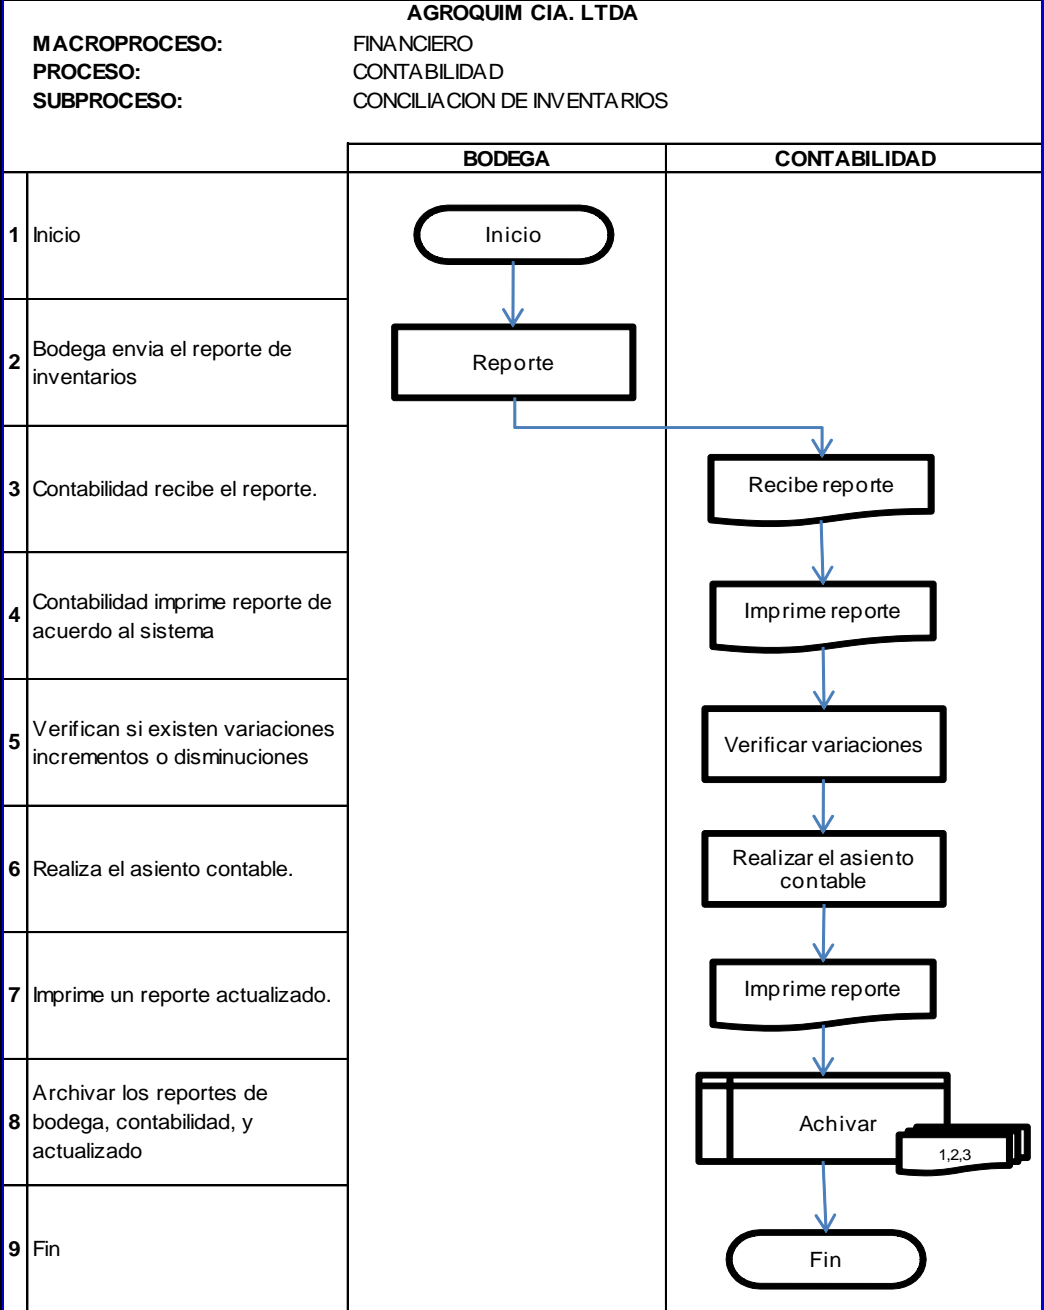 AGROQUIM CIA. LTDA
MACROPROCESO: FINANCIERO
PROCESO: CONTABILIDAD
SUBPROCESO: CONCILIACION DE INVENTARIOS
BODEGA CONTABILIDAD
1 Inicio
Inicio
2 Bodega envia el reporte de
inventarios
Reporte
3 Contabilidad recibe el reporte.
Recibe reporte
4 Contabilidad imprime reporte de
acuerdo al sistema
Imprime reporte
5 Verifican si existen variaciones
incrementos o disminuciones
Verificar variaciones
6 Realiza el asiento contable.
Realizar el asiento
contable
7 Imprime un reporte actualizado.
Imprime reporte
8 Archivar los reportes de
bodega, contabilidad, y
actualizado
Achivar
1,2,3
9 Fin
Fin